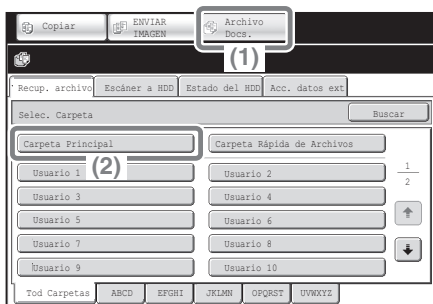 Copiar ENVIAR IMAGEN Archivo Docs.
(1)
Recup. archivo Escáner a HDD Estado del HDD Acc. datos ext
Selec. Carpeta Buscar
Carpeta Principal Carpeta Rápida de Archivos
(2)
Usuario 1 Usuario 2
1
2
Usuario 3 Usuario 4
Usuario 5 Usuario 6
Usuario 7 Usuario 8
Usuario 9 Usuario 10
Tod Carpetas ABCD EFGHI JKLMN OPQRST UVWXYZ